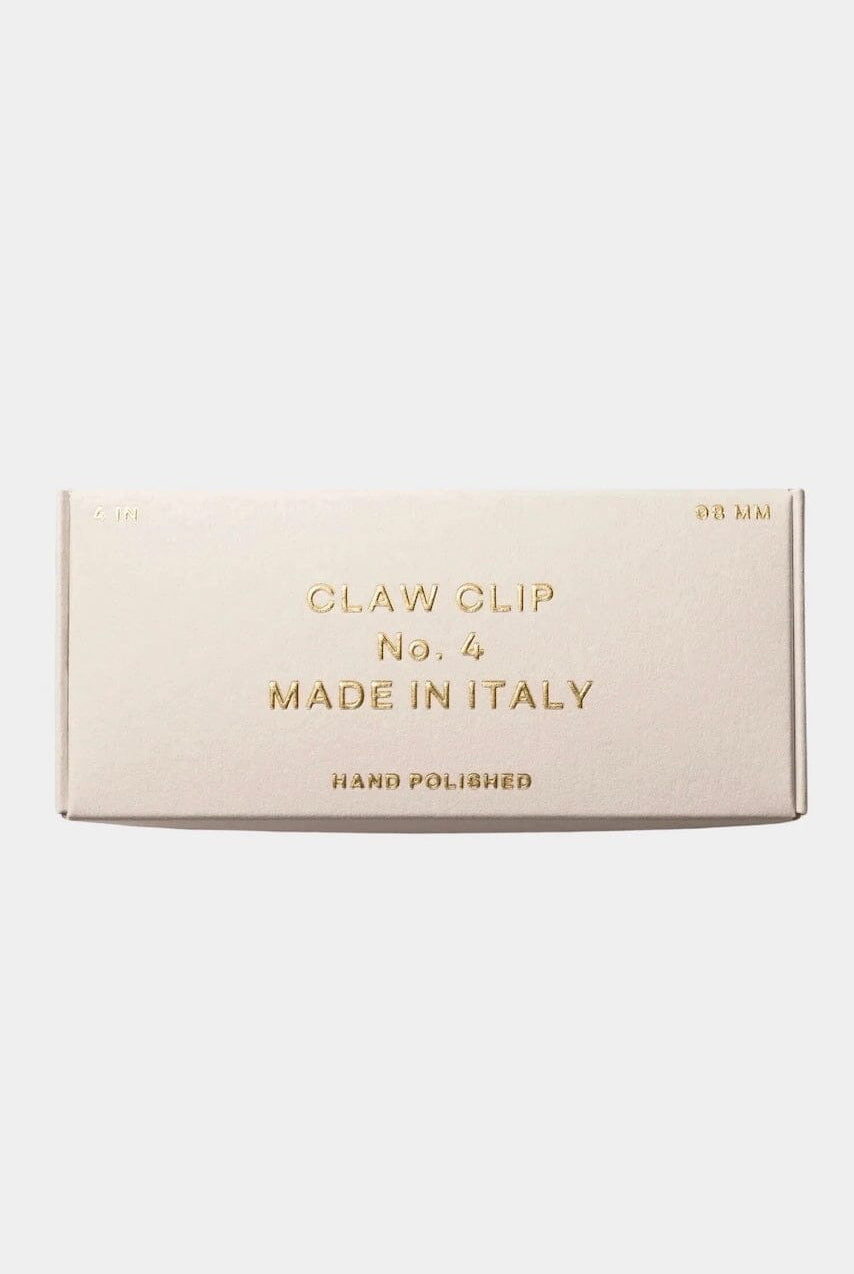 4 IN
98 MM
CLAW CLIP
No. 4
MADE IN ITALY
HAND POLISHED